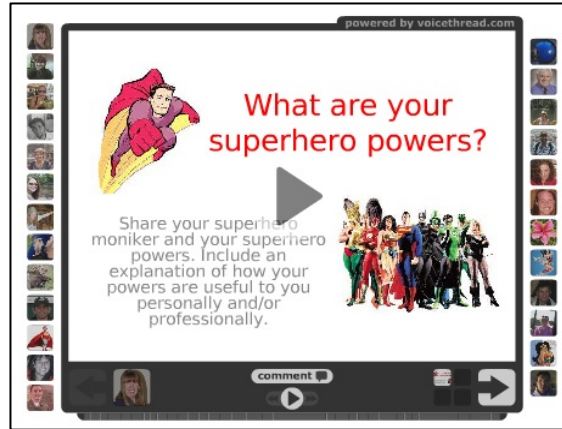 powered by voicethread.com
What are your
superhero powers?
Share your superhero
moniker and your superhero
powers. Include an
explanation of how your
powers are useful to you
personally and/or
professionally.
comment